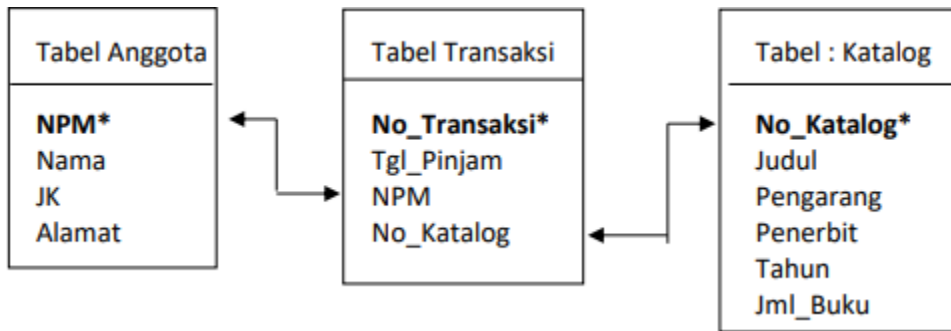 Tabel Anggota
NPM*
Nama
JK
Alamat
Tabel Transaksi
No_Transaksi*
Tgl_Pinjam
NPM
No_Katalog
Tabel : Katalog
No_Katalog*
Judul
Pengarang
Penerbit
Tahun
Jml_Buku